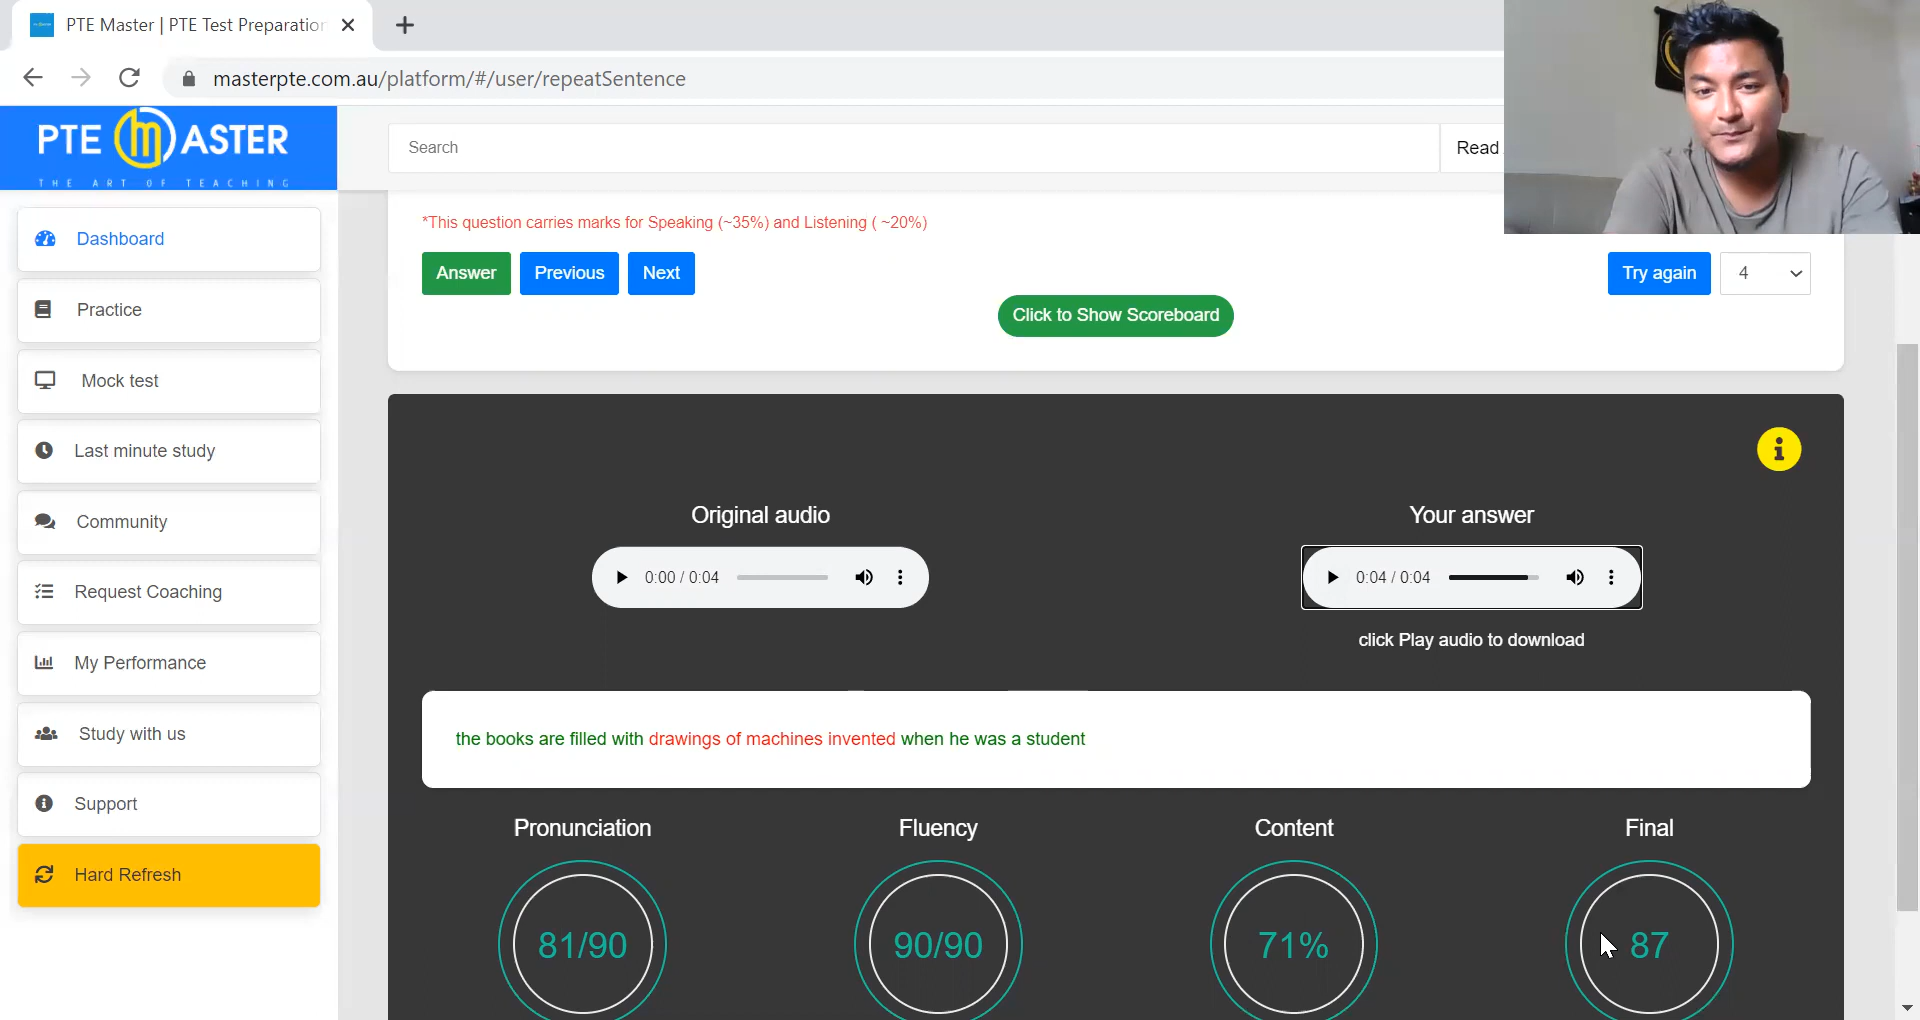 PTE Master | PTE Test Preparation
masterpte.com.au/platform/#/user/repeatSentence
PTE MASTER
THE ART OF TEACHING
Search
Read
*This question carries marks for Speaking (~35%) and Listening ( ~20%)
Answer Previous Next
Try again 4
Click to Show Scoreboard
Dashboard
Practice
Mock test
Last minute study
Community
Request Coaching
My Performance
Study with us
Support
Hard Refresh
Original audio
0:00 / 0:04
Your answer
0:04 / 0:04
click Play audio to download
the books are filled with drawings of machines invented when he was a student
Pronunciation Fluency Content Final
81/90 90/90 71% 87